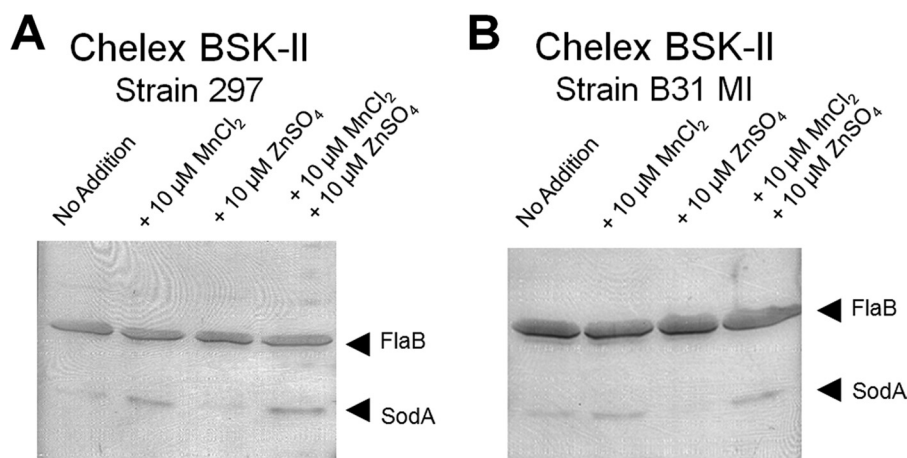 A
Chelex BSK-II
Strain 297
No Addition
+ 10 µM MnCl₂
+ 10 µM ZnSO₄
+ 10 µM MnCl₂
+ 10 µM ZnSO₄
FlaB
SodA
B
Chelex BSK-II
Strain B31 MI
No Addition
+ 10 µM MnCl₂
+ 10 µM ZnSO₄
+ 10 µM MnCl₂
+ 10 µM ZnSO₄
FlaB
SodA